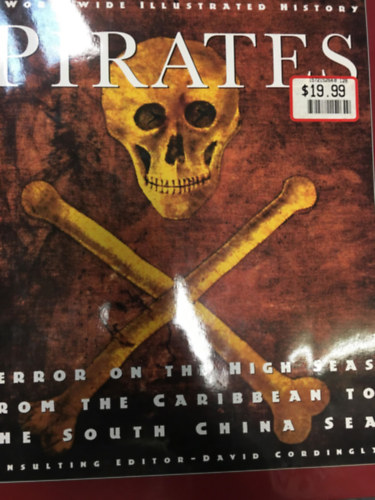 WORLDWIDE ILLUSTRATED HISTORY
PIRATES
$19.99
ERROR ON THE HIGH SEAS
ROM THE CARIBBEAN TO
HE SOUTH CHINA SEA
NSULTING EDITOR-DAVID CORDINGLY